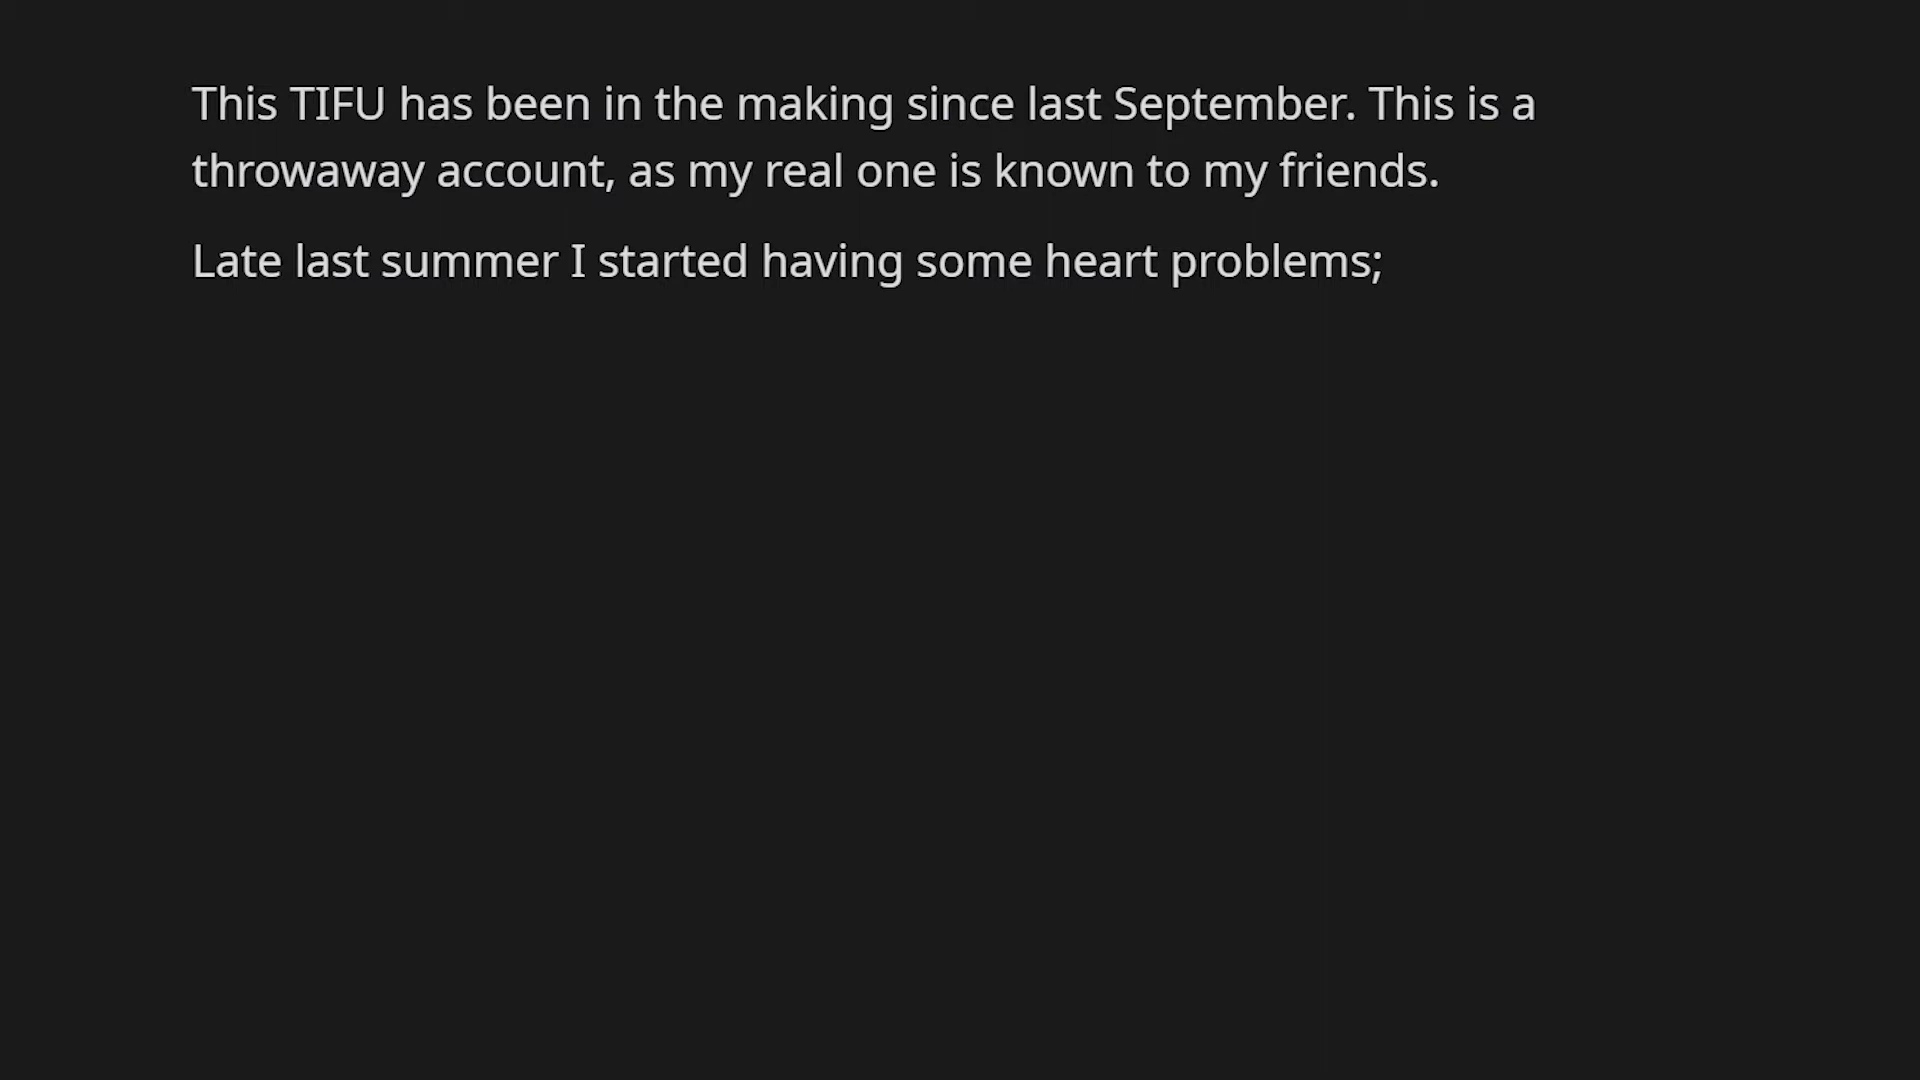 This TIFU has been in the making since last September. This is a
throwaway account, as my real one is known to my friends.
Late last summer I started having some heart problems;